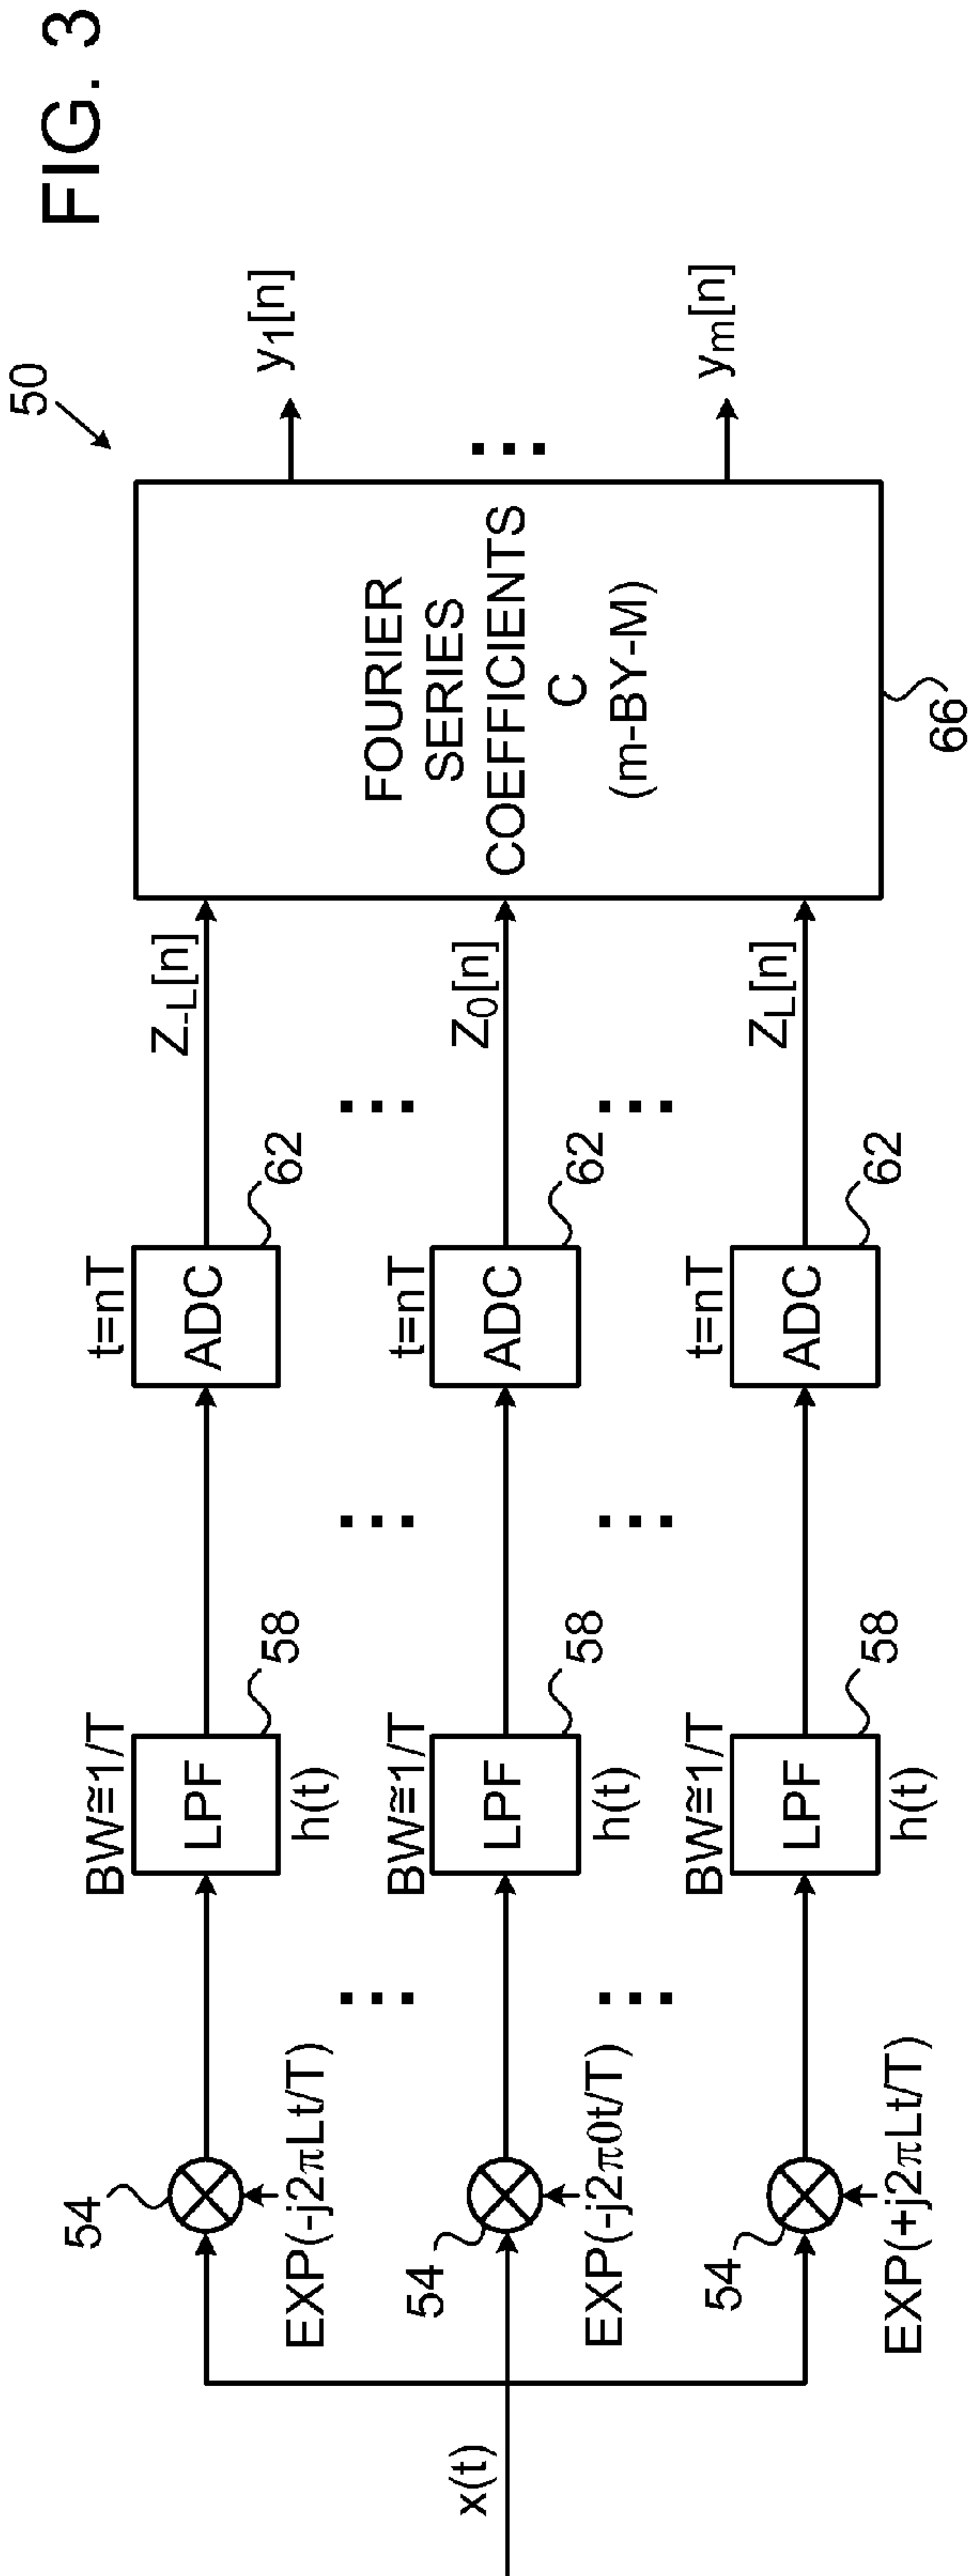 FIG. 3
50
x(t)
54
EXP(-j2πLt/T)
BW≅1/T
LPF
h(t)
58
t=nT
ADC
62
Z-L[n]
54
EXP(-j2π0t/T)
BW≅1/T
LPF
h(t)
58
t=nT
ADC
62
Z0[n]
54
EXP(+j2πLt/T)
BW≅1/T
LPF
h(t)
58
t=nT
ADC
62
ZL[n]
FOURIER
SERIES
COEFFICIENTS
C
(m-BY-M)
66
y1[n]
ym[n]